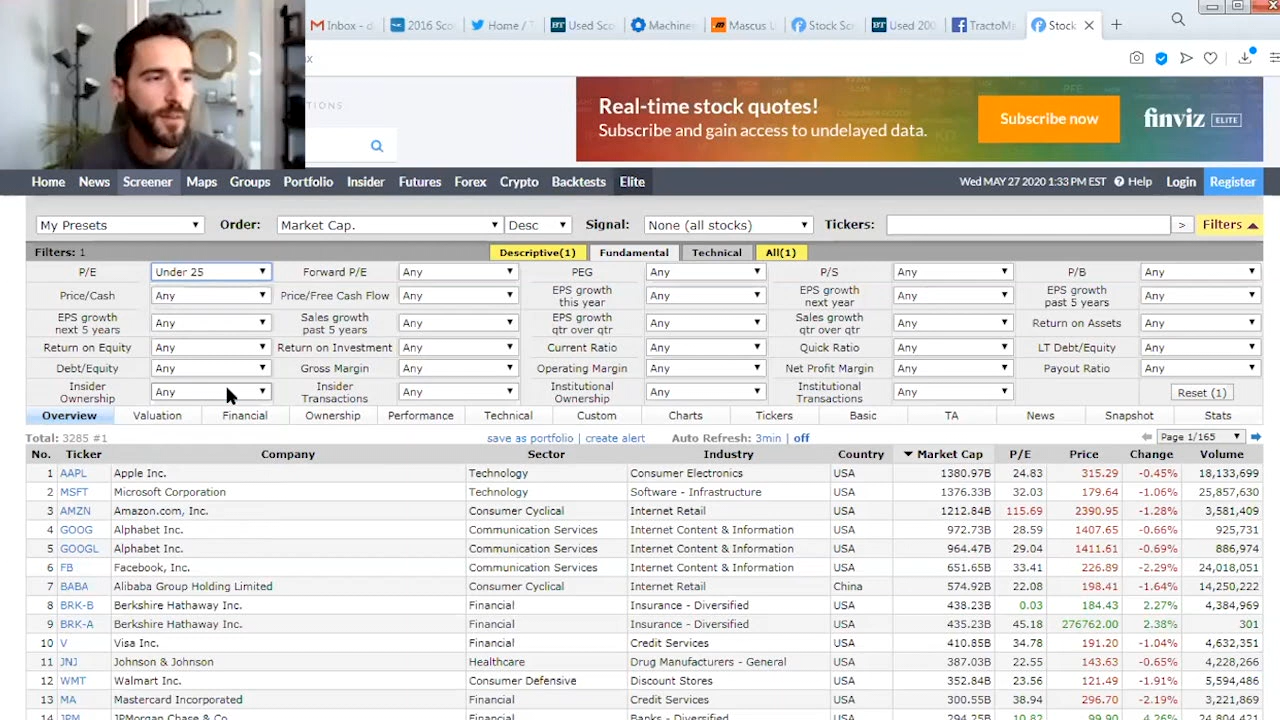 Inbox - d
2016 Sco
Twitter Home / T
Used Sco
Machine
Mascus U
Stock Scr
Used 200
TractoMa
Stock
Real-time stock quotes!
Subscribe and gain access to undelayed data.
Subscribe now
finviz ELITE
Home News Screener Maps Groups Portfolio Insider Futures Forex Crypto Backtests Elite Wed MAY 27 2020 1:33 PM EST Help Login Register
My Presets Order: Market Cap. Desc Signal: None (all stocks) Tickers: > Filters
Filters: 1 Descriptive(1) Fundamental Technical All(1)
P/E Under 25 Forward P/E Any PEG Any P/S Any P/B Any
Price/Cash Any Price/Free Cash Flow Any EPS growth this year Any EPS growth next year Any EPS growth past 5 years Any
EPS growth next 5 years Any Sales growth past 5 years Any EPS growth qtr over qtr Any Sales growth qtr over qtr Any Return on Assets Any
Return on Equity Any Return on Investment Any Current Ratio Any Quick Ratio Any LT Debt/Equity Any
Debt/Equity Any Gross Margin Any Operating Margin Any Net Profit Margin Any Payout Ratio Any
Insider Ownership Any Insider Transactions Any Institutional Ownership Any Institutional Transactions Any Reset (1)
Overview Valuation Financial Ownership Performance Technical Custom Charts Tickers Basic TA News Snapshot Stats
Total: 3285 #1 save as portfolio | create alert Auto Refresh: 3min | off Page 1/165
No. Ticker Company Sector Industry Country Market Cap P/E Price Change Volume
1 AAPL Apple Inc. Technology Consumer Electronics USA 1380.97B 24.83 315.29 -0.45% 18,133,699
2 MSFT Microsoft Corporation Technology Software - Infrastructure USA 1376.33B 32.03 179.64 -1.06% 25,857,630
3 AMZN Amazon.com, Inc. Consumer Cyclical Internet Retail USA 1212.84B 115.69 2390.95 -1.28% 3,581,409
4 GOOG Alphabet Inc. Communication Services Internet Content & Information USA 972.73B 28.59 1407.65 -0.66% 925,731
5 GOOGL Alphabet Inc. Communication Services Internet Content & Information USA 964.47B 29.04 1411.61 -0.69% 886,974
6 FB Facebook, Inc. Communication Services Internet Content & Information USA 651.65B 33.41 226.89 -2.29% 24,018,051
7 BABA Alibaba Group Holding Limited Consumer Cyclical Internet Retail China 574.92B 22.08 198.41 -1.64% 14,250,222
8 BRK-B Berkshire Hathaway Inc. Financial Insurance - Diversified USA 438.23B 0.03 184.43 2.27% 4,384,969
9 BRK-A Berkshire Hathaway Inc. Financial Insurance - Diversified USA 435.23B 45.18 276762.00 2.38% 301
10 V Visa Inc. Financial Credit Services USA 410.85B 34.78 191.20 -1.04% 4,632,351
11 JNJ Johnson & Johnson Healthcare Drug Manufacturers - General USA 387.03B 22.55 143.63 -0.65% 4,228,266
12 WMT Walmart Inc. Consumer Defensive Discount Stores USA 352.84B 23.56 121.49 -1.91% 5,594,486
13 MA Mastercard Incorporated Financial Credit Services USA 300.55B 38.94 296.70 -2.19% 3,221,869
14 JPM JPMorgan Chase & Co. Financial Banks - Diversified USA 294.25B 10.82 99.90 4.26%